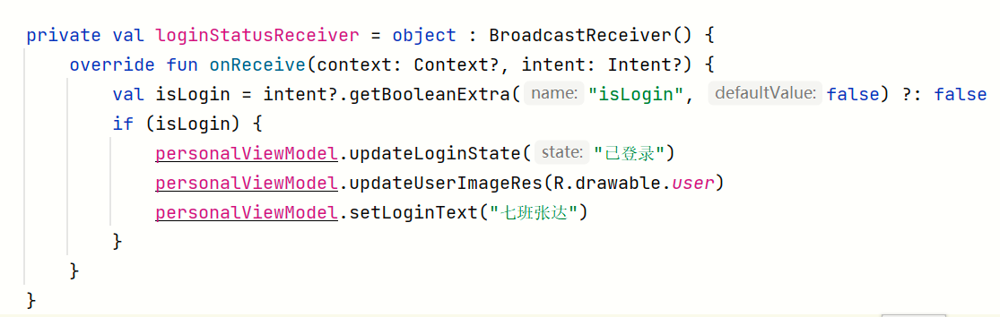 private val loginStatusReceiver = object : BroadcastReceiver() {
override fun onReceive(context: Context?, intent: Intent?) {
val isLogin = intent?.getBooleanExtra( name: "isLogin", defaultValue: false) ?: false
if (isLogin) {
personalViewModel.updateLoginState( state: "已登录")
personalViewModel.updateUserImageRes(R.drawable.user)
personalViewModel.setLoginText("七班张达")
}
}
}